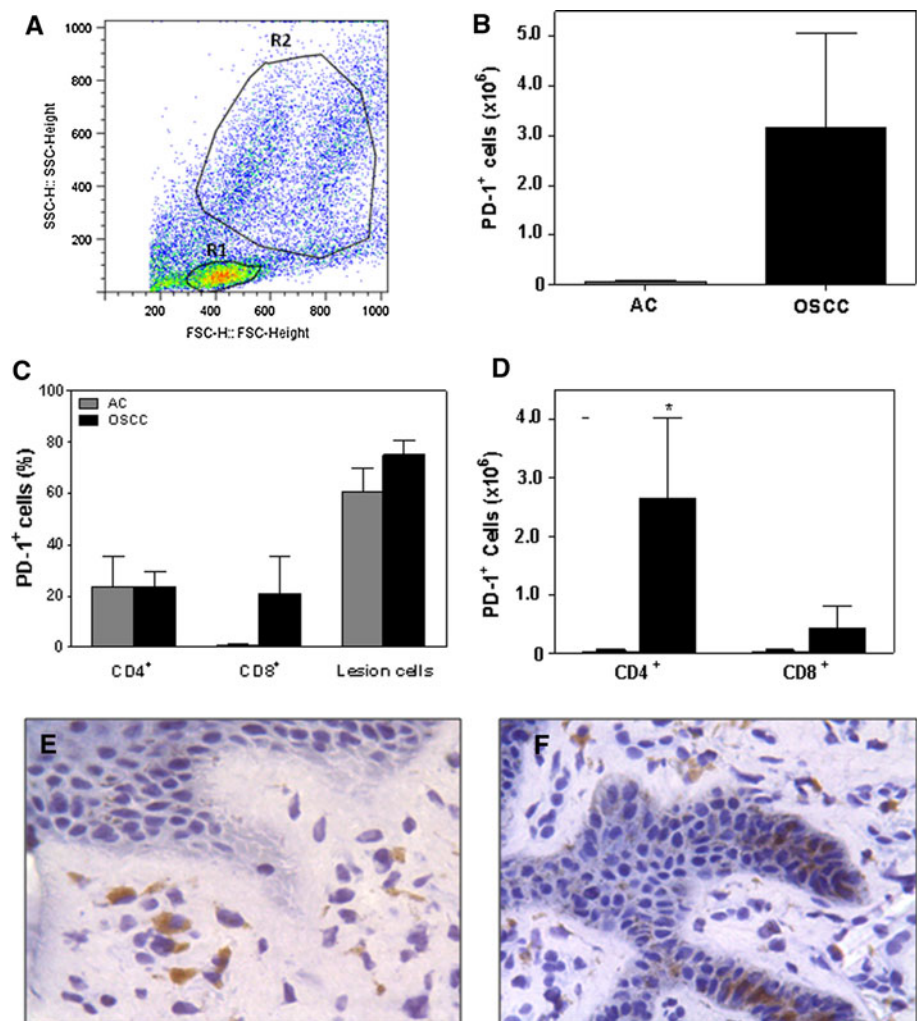 A
1000
800
600
400
200
0
SSC-H:: SSC-Height
R2
R1
200 400 600 800 1000
FSC-H:: FSC-Height
B
5.0
3.0
1.0
0
PD-1⁺ cells (x10⁶)
AC OSCC
C
100
80
60
40
20
0
PD-1⁺ cells (%)
AC
OSCC
CD4⁺ CD8⁺ Lesion cells
D
4.0
3.0
2.0
1.0
0
PD-1⁺ Cells (x10⁶)
*
CD4⁺ CD8⁺
E
F